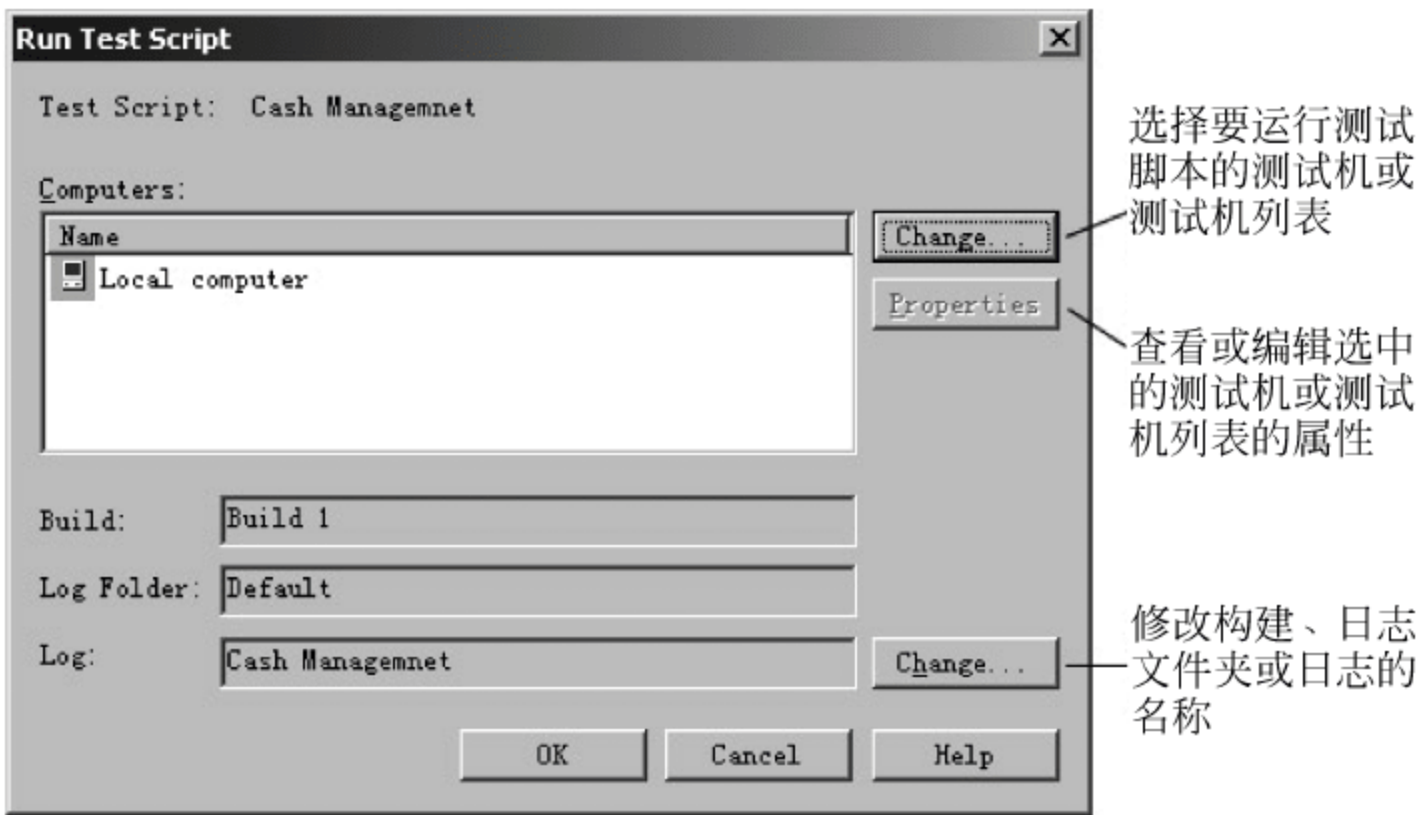 Run Test Script
Test Script: Cash Managemnet
Computers:
Name
Local computer
Change...
Properties
Build: Build 1
Log Folder: Default
Log: Cash Managemnet
Change...
OK Cancel Help
选择要运行测试
脚本的测试机或
测试机列表
查看或编辑选中
的测试机或测试
机列表的属性
修改构建、日志
文件夹或日志的
名称